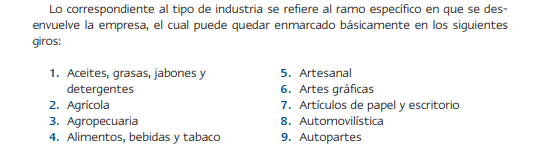 Lo correspondiente al tipo de industria se refiere al ramo específico en que se des-
envuelve la empresa, el cual puede quedar enmarcado básicamente en los siguientes
giros:
1. Aceites, grasas, jabones y
detergentes
2. Agrícola
3. Agropecuaria
4. Alimentos, bebidas y tabaco
5. Artesanal
6. Artes gráficas
7. Artículos de papel y escritorio
8. Automovilística
9. Autopartes